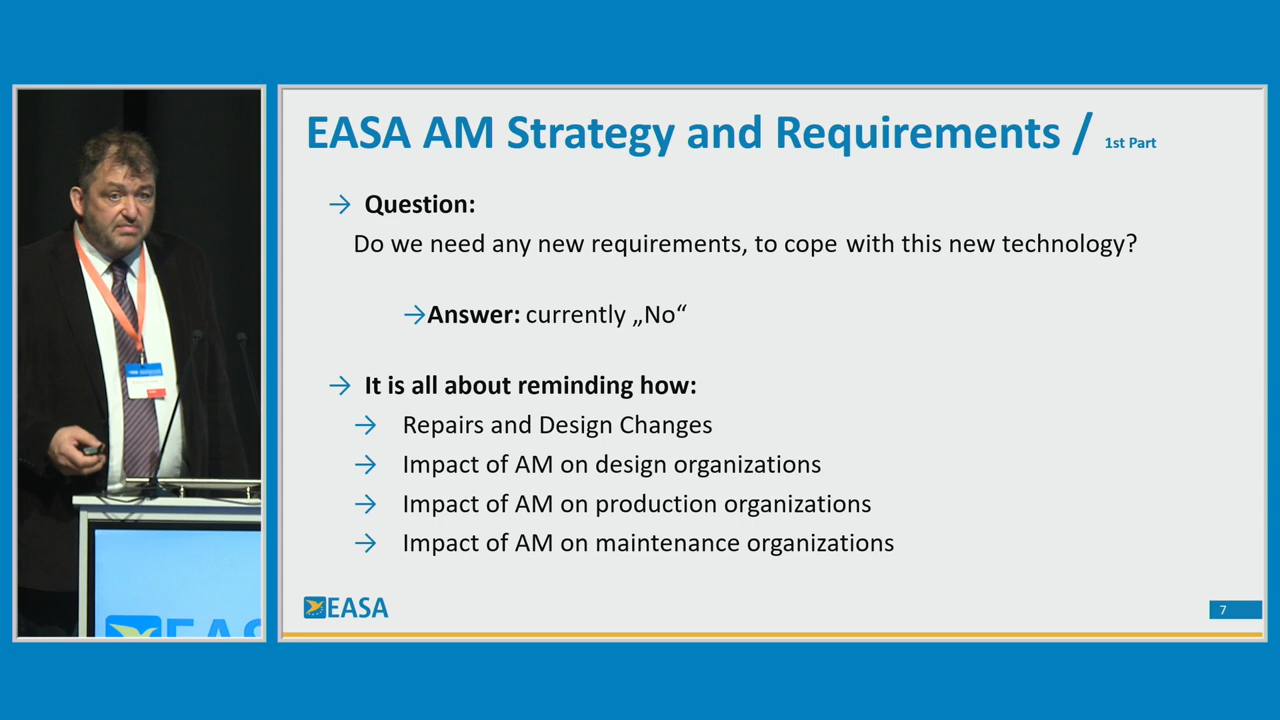 EASA AM Strategy and Requirements / 1st Part
→ Question:
Do we need any new requirements, to cope with this new technology?
→Answer: currently „No“
→ It is all about reminding how:
→ Repairs and Design Changes
→ Impact of AM on design organizations
→ Impact of AM on production organizations
→ Impact of AM on maintenance organizations
EASA
7
EAS